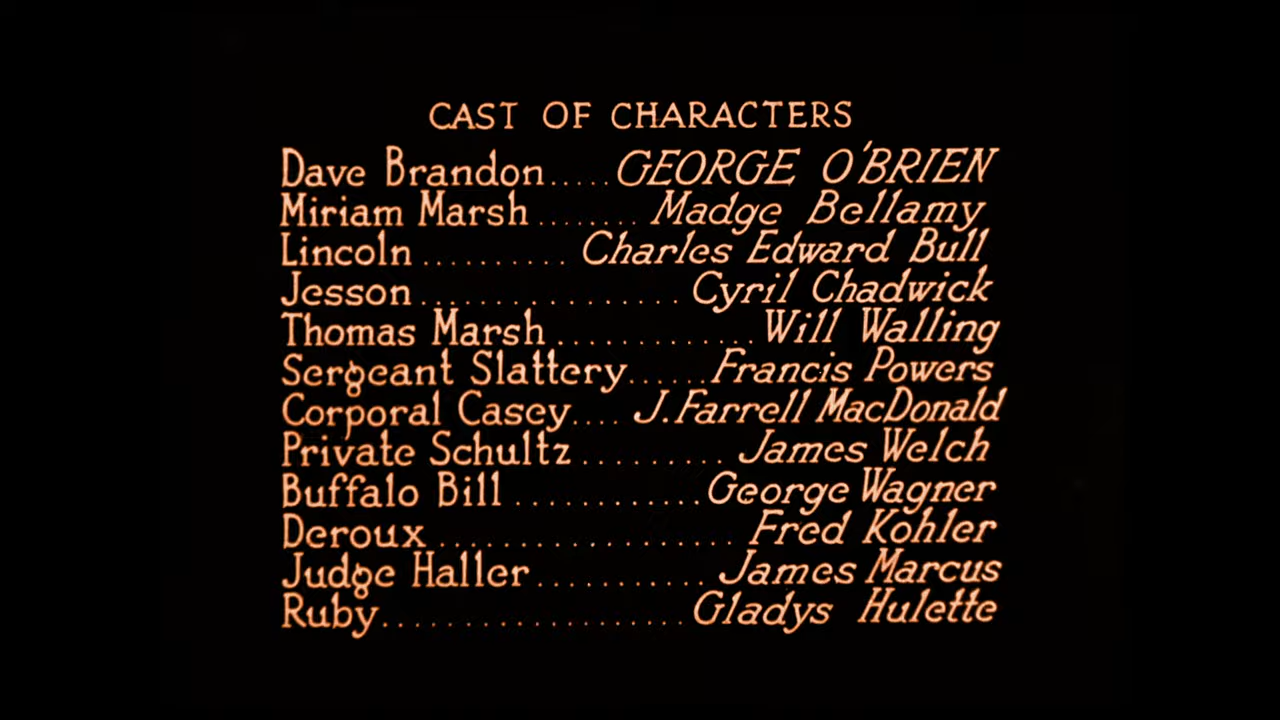 CAST OF CHARACTERS
Dave Brandon.....GEORGE O'BRIEN
Miriam Marsh.......Madge Bellamy
Lincoln..........Charles Edward Bull
Jesson.................Cyril Chadwick
Thomas Marsh.............Will Walling
Sergeant Slattery......Francis Powers
Corporal Casey....J. Farrell MacDonald
Private Schultz.........James Welch
Buffalo Bill............George Wagner
Deroux...................Fred Kohler
Judge Haller...........James Marcus
Ruby....................Gladys Hulette